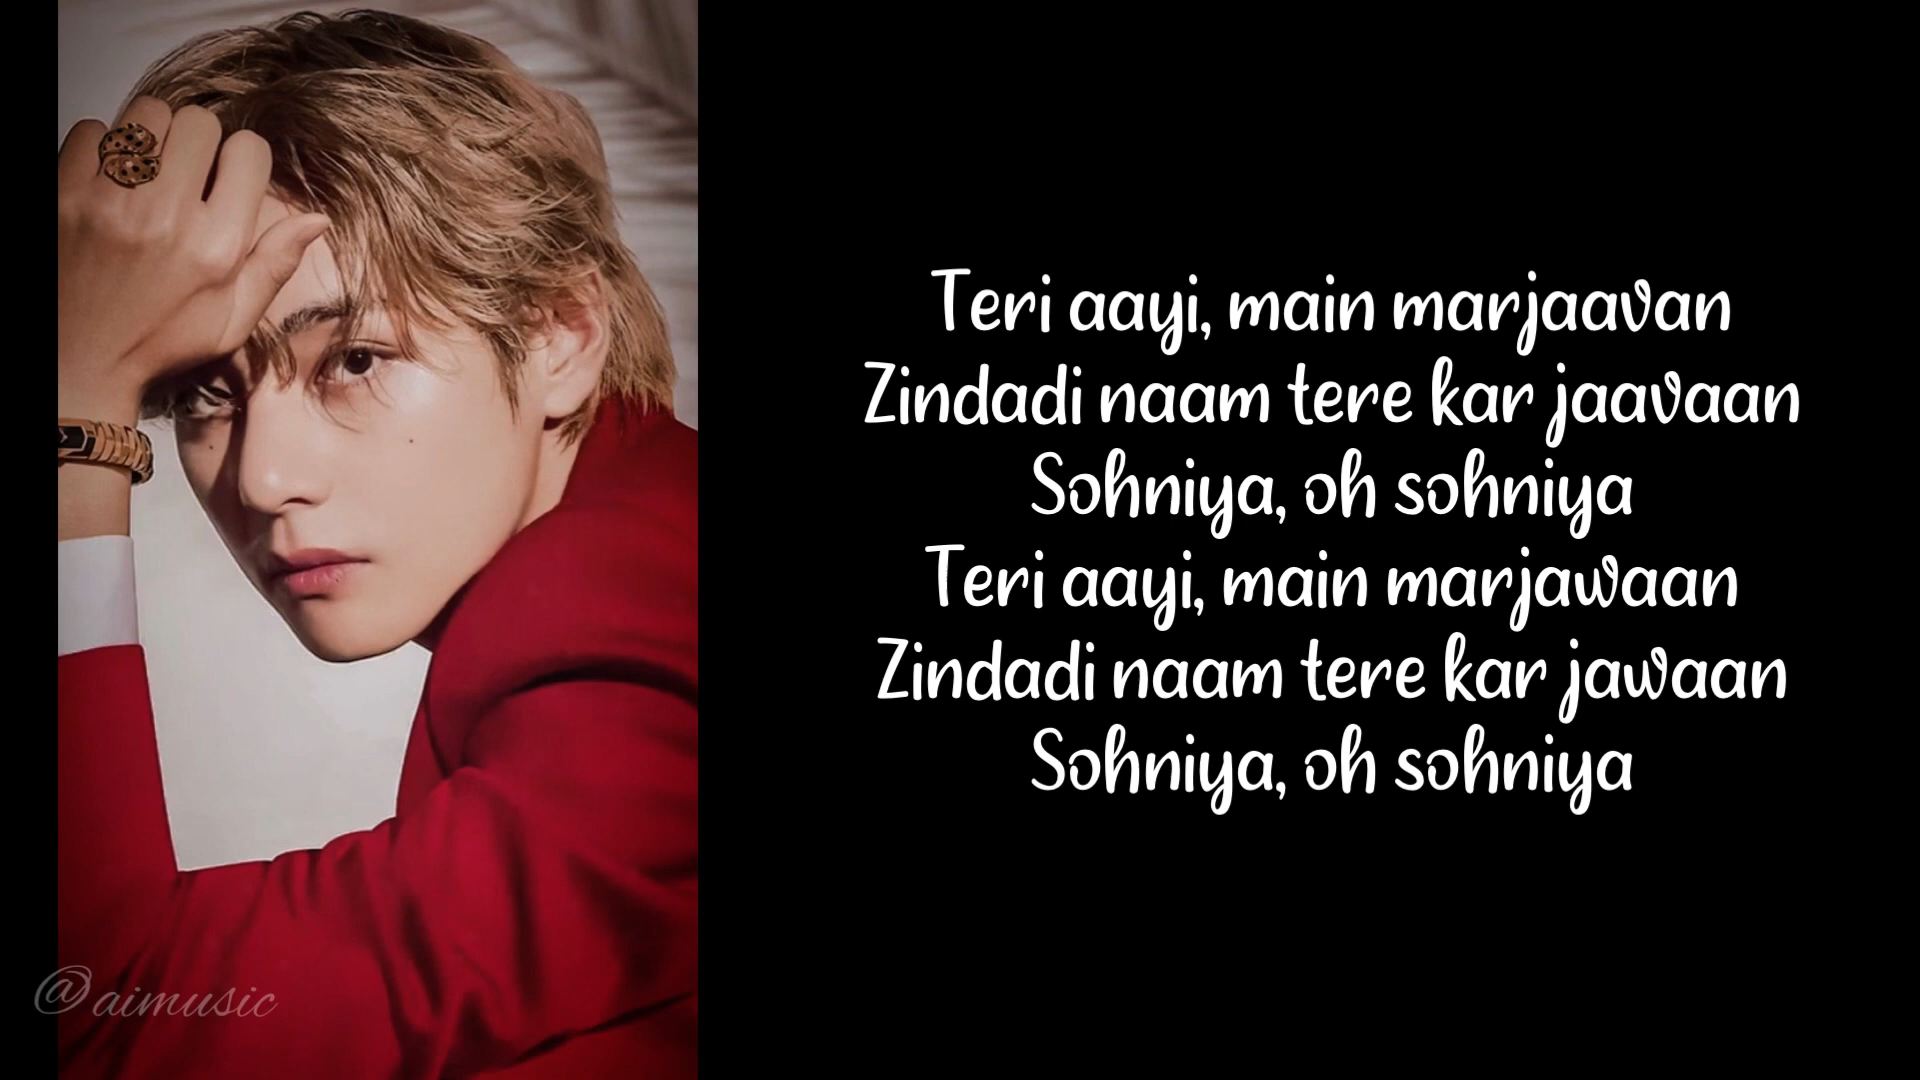 Teri aayi, main marjaavan
Zindadi naam tere kar jaavaan
Sohniya, oh sohniya
Teri aayi, main marjawaan
Zindadi naam tere kar jawaan
Sohniya, oh sohniya
@aimusic